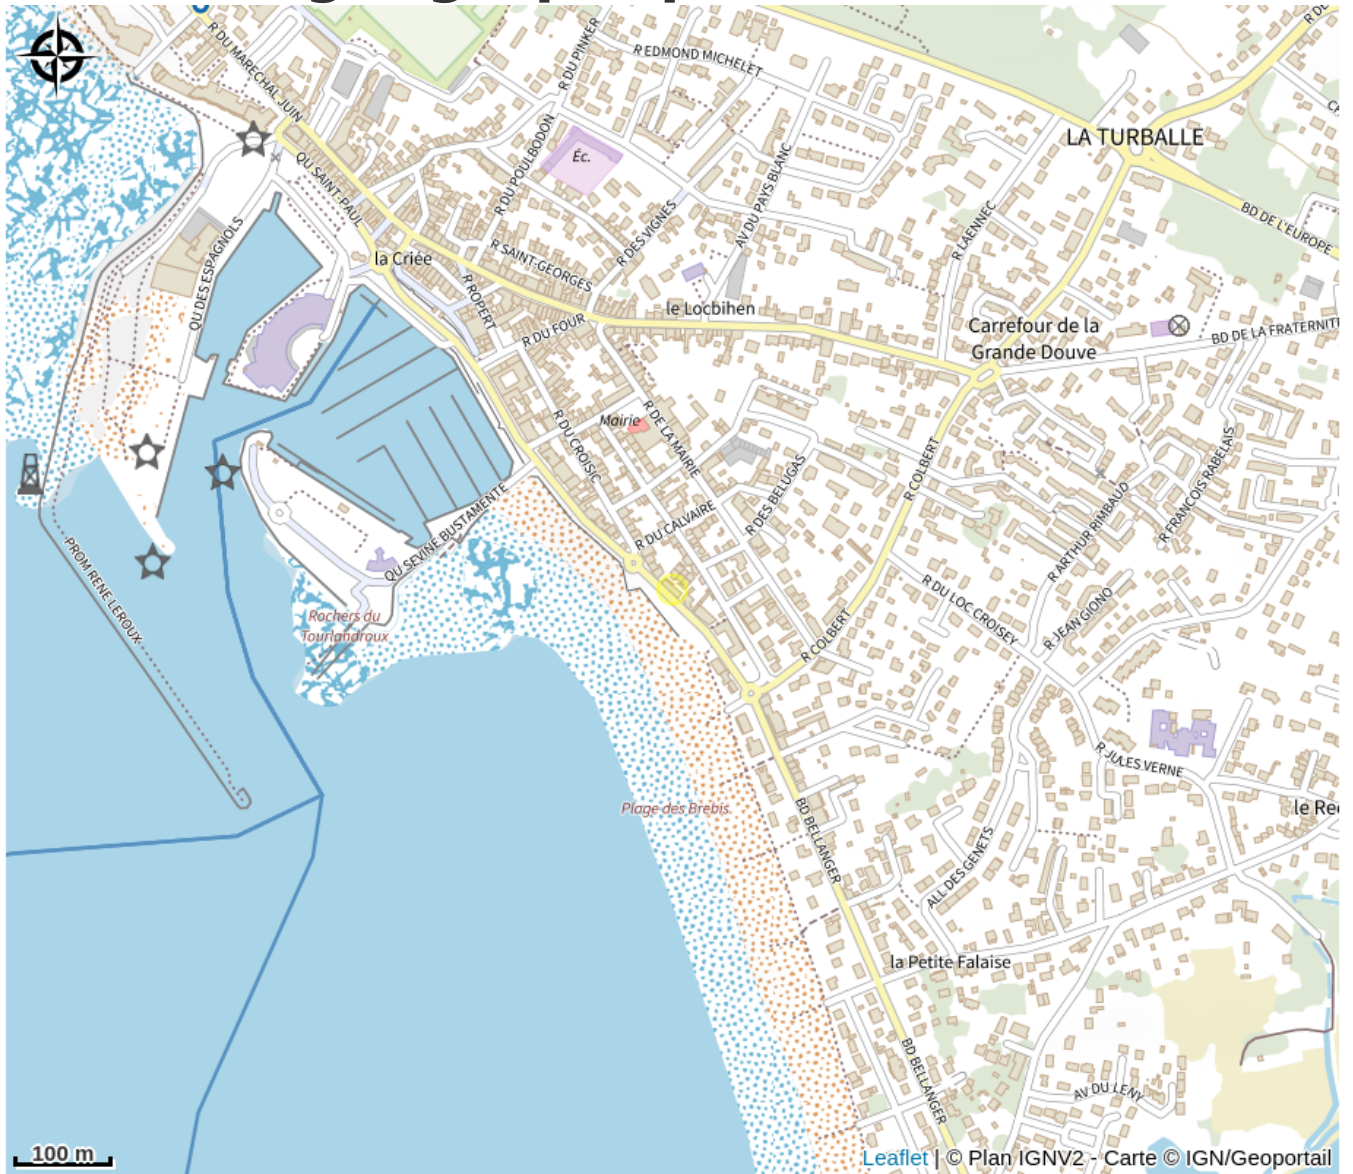 R DU MARECHAL JUIN
R DU PINKER
R EDMOND MICHELET
LA TURBALLE
Éc.
R DU POULBODON
QU SAINT-PAUL
AV DU PAYS BLANC
R DES VIGNES
R LAENNEC
BD DE L'EUROPE
QU DES ESPAGNOLS
la Criée
R SAINT-GEORGES
R ROPERT
le Locbihen
R DU FOUR
Carrefour de la
Grande Douve
BD DE LA FRATERNITE
Mairie
R DE LA MAIRIE
R DU CROISIC
R COLBERT
R FRANCOIS RABELAIS
R DES BELUGAS
R ARTHUR RIMBAUD
R DU CALVAIRE
QU SEVINE BUSTAMENTE
PROM RENE LEROUX
Rochers du
Tourlandroux
R DU LOC CROISEY
R JEAN GIONO
R COLBERT
R JULES VERNE
Plage des Brebis
BD BELLANGER
ALL DES GENETS
le Re
la Petite Falaise
BD BELLANGER
AV DU LENY
100 m
Leaflet | © Plan IGNV2 - Carte © IGN/Geoportail